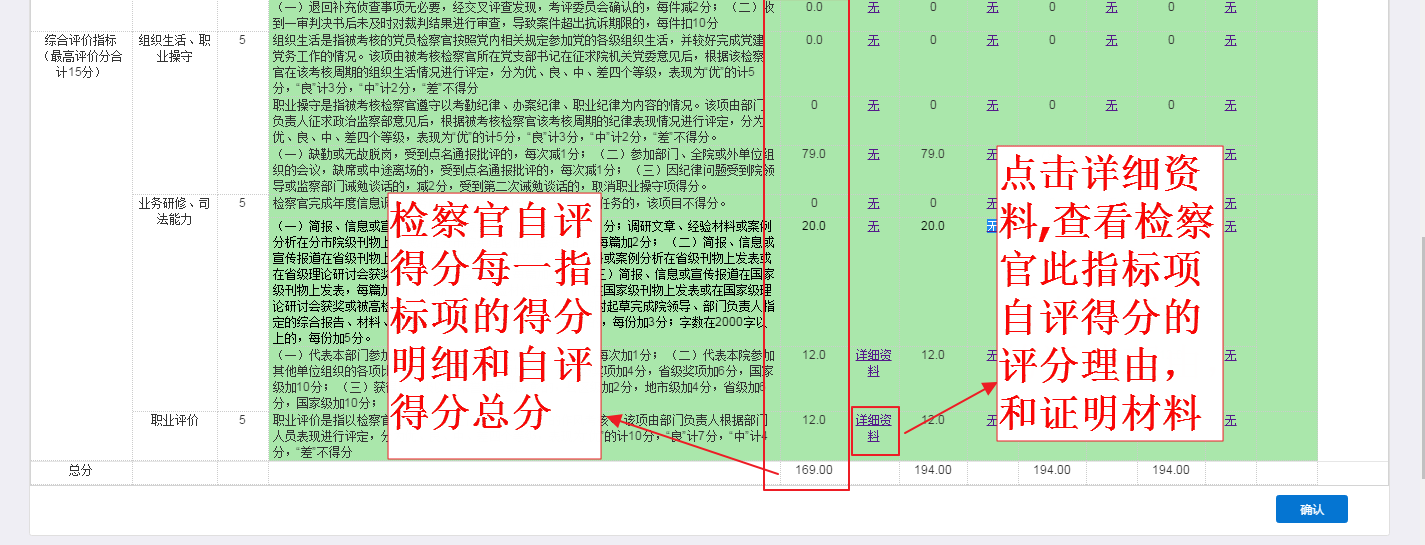 （一）退回补充侦查事项无必要，经交叉评查发现，考评委员会确认的，每件减2分；（二）收 0.0 无 0 无 0 无 0 无
到一审判决书后未及时对裁判结果进行审查，导致案件超出抗诉期限的，每件扣10分
综合评价指标 组织生活、职 5 组织生活是指被考核的党员检察官按照党内相关规定参加党的各级组织生活，并较好完成党建 0.0 无 0 无 0 无 0 无
（最高评价分合 业操守 党务工作的情况。该项由被考核检察官所在党支部书记在征求院机关党委意见后，根据该检察
计15分） 官在该考核周期的组织生活情况进行评定，分为优、良、中、差四个等级，表现为“优”的计5
分，“良”计3分，“中”计2分，“差”不得分
职业操守是指被考核检察官遵守以考勤纪律、办案纪律、职业纪律为内容的情况。该项由部门 0 无 0 无 0 无 0 无
负责人征求政治监察部意见后，根据被考核检察官该考核周期的纪律表现情况进行评定，分为
优、良、中、差四个等级，表现为“优”的计5分，“良”计3分，“中”计2分，“差”不得分。
（一）缺勤或无故脱岗，受到点名通报批评的，每次减1分；（二）参加部门、全院或外单位组 79.0 无 79.0 无
织的会议，缺席或中途离场的，受到点名通报批评的，每次减1分；（三）因纪律问题受到院领
导或监察部门诫勉谈话的，减2分，受到第二次诫勉谈话的，取消职业操守项得分。
业务研修、司 5 检察官完成年度信息调 任务的，该项目不得分。 0 无 0 无 无
法能力
（一）简报、信息或宣 分；调研文章、经验材料或案例 20.0 无 20.0 无 无
分析在分市院级刊物上 每篇加2分；（二）简报、信息或
宣传报道在省级刊物上 或案例分析在省级刊物上发表或
在省级理论研讨会获奖 三）简报、信息或宣传报道在国家
级刊物上发表，每篇加 国家级刊物上发表或在国家级理
论研讨会获奖或被高检 时起草完成院领导、部门负责人指
定的综合报告、材料、 ，每份加3分；字数在2000字以
上的，每份加5分。
（一）代表本部门参加 每次加1分；（二）代表本院参加 12.0 详细资 12.0 无 无
其他单位组织的各项比 奖项加4分，省级奖项加6分，国家 料
级加10分；（三）获得 加2分，地市级加4分，省级加6
分，国家级加10分；
职业评价 5 职业评价是指以检察官 该项由部门负责人根据部门 12.0 详细资 12.0 无 无
人员表现进行评定，分 的计10分，“良”计7分，“中”计4 料
分，“差”不得分
总分 169.00 194.00 194.00 194.00
检察官自评
得分每一指
标项的得分
明细和自评
得分总分
点击详细资
料,查看检察
官此指标项
自评得分的
评分理由，
和证明材料
确认